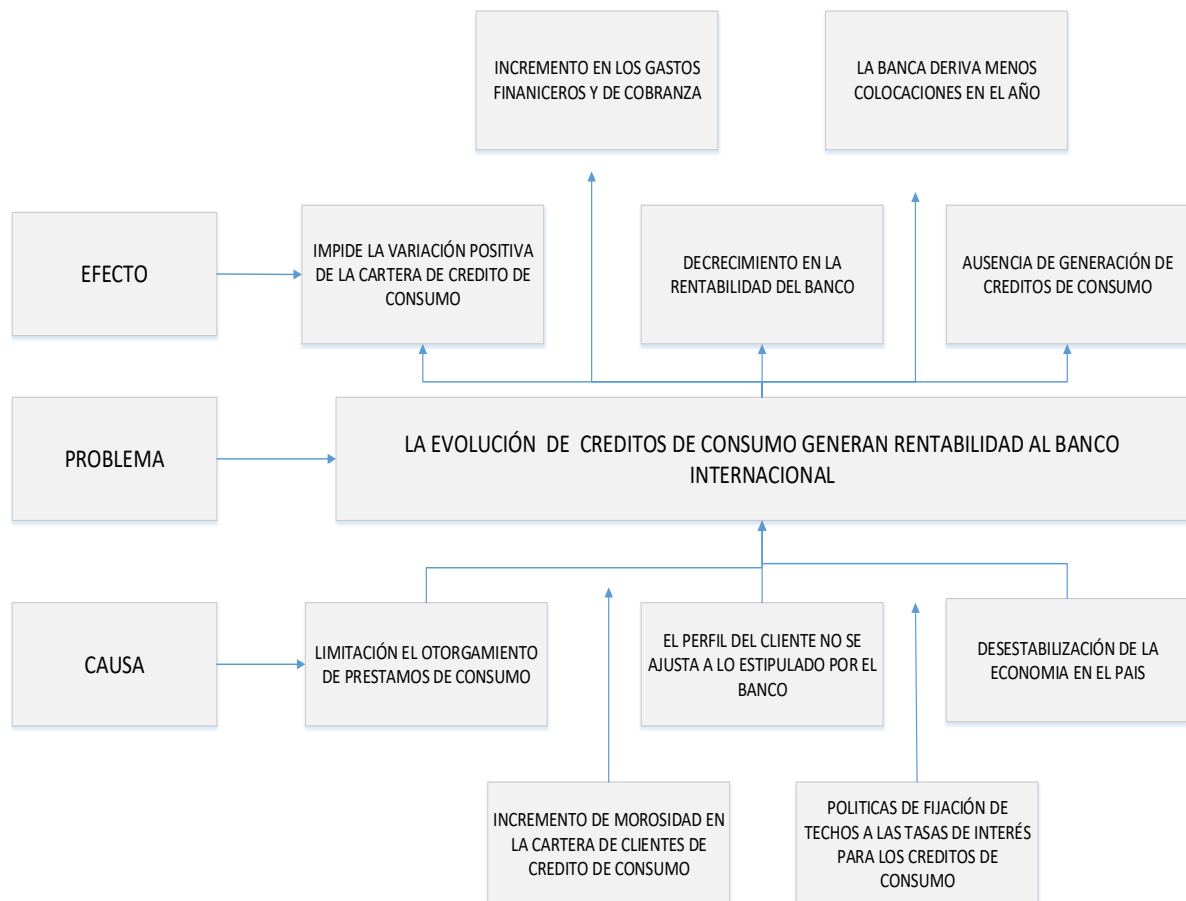 INCREMENTO EN LOS GASTOS
FINANICEROS Y DE COBRANZA
LA BANCA DERIVA MENOS
COLOCACIONES EN EL AÑO
EFECTO
IMPIDE LA VARIACIÓN POSITIVA
DE LA CARTERA DE CREDITO DE
CONSUMO
DECRECIMIENTO EN LA
RENTABILIDAD DEL BANCO
AUSENCIA DE GENERACIÓN DE
CREDITOS DE CONSUMO
PROBLEMA
LA EVOLUCIÓN DE CREDITOS DE CONSUMO GENERAN RENTABILIDAD AL BANCO
INTERNACIONAL
CAUSA
LIMITACIÓN EL OTORGAMIENTO
DE PRESTAMOS DE CONSUMO
EL PERFIL DEL CLIENTE NO SE
AJUSTA A LO ESTIPULADO POR EL
BANCO
DESESTABILIZACIÓN DE LA
ECONOMIA EN EL PAIS
INCREMENTO DE MOROSIDAD EN
LA CARTERA DE CLIENTES DE
CREDITO DE CONSUMO
POLITICAS DE FIJACIÓN DE
TECHOS A LAS TASAS DE INTERÉS
PARA LOS CREDITOS DE
CONSUMO